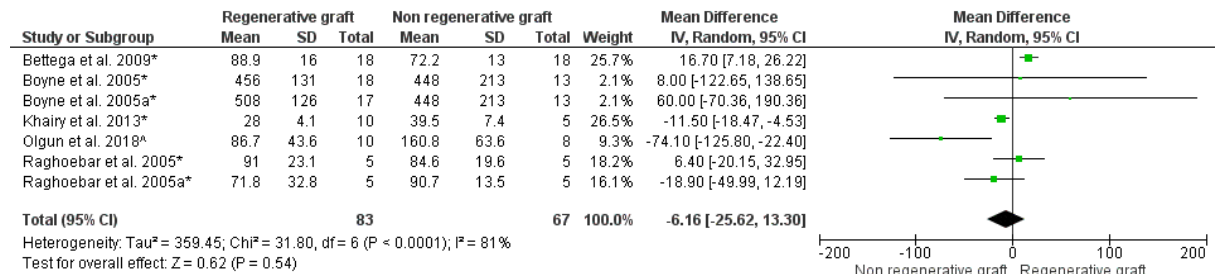 Regenerative graft Non regenerative graft Mean Difference Mean Difference
Study or Subgroup Mean SD Total Mean SD Total Weight IV, Random, 95% CI IV, Random, 95% CI
Bettega et al. 2009* 88.9 16 18 72.2 13 18 25.7% 16.70 [7.18, 26.22]
Boyne et al. 2005* 456 131 18 448 213 13 2.1% 8.00 [-122.65, 138.65]
Boyne et al. 2005a* 508 126 17 448 213 13 2.1% 60.00 [-70.36, 190.36]
Khairy et al. 2013* 28 4.1 10 39.5 7.4 5 26.5% -11.50 [-18.47, -4.53]
Olgun et al. 2018^ 86.7 43.6 10 160.8 63.6 8 9.3% -74.10 [-125.80, -22.40]
Raghoebar et al. 2005* 91 23.1 5 84.6 19.6 5 18.2% 6.40 [-20.15, 32.95]
Raghoebar et al. 2005a* 71.8 32.8 5 90.7 13.5 5 16.1% -18.90 [-49.99, 12.19]
Total (95% CI) 83 67 100.0% -6.16 [-25.62, 13.30]
Heterogeneity: Tau² = 359.45; Chi² = 31.80, df = 6 (P < 0.0001); I² = 81%
Test for overall effect: Z = 0.62 (P = 0.54)
-200 -100 0 100 200
Non regenerative graft Regenerative graft